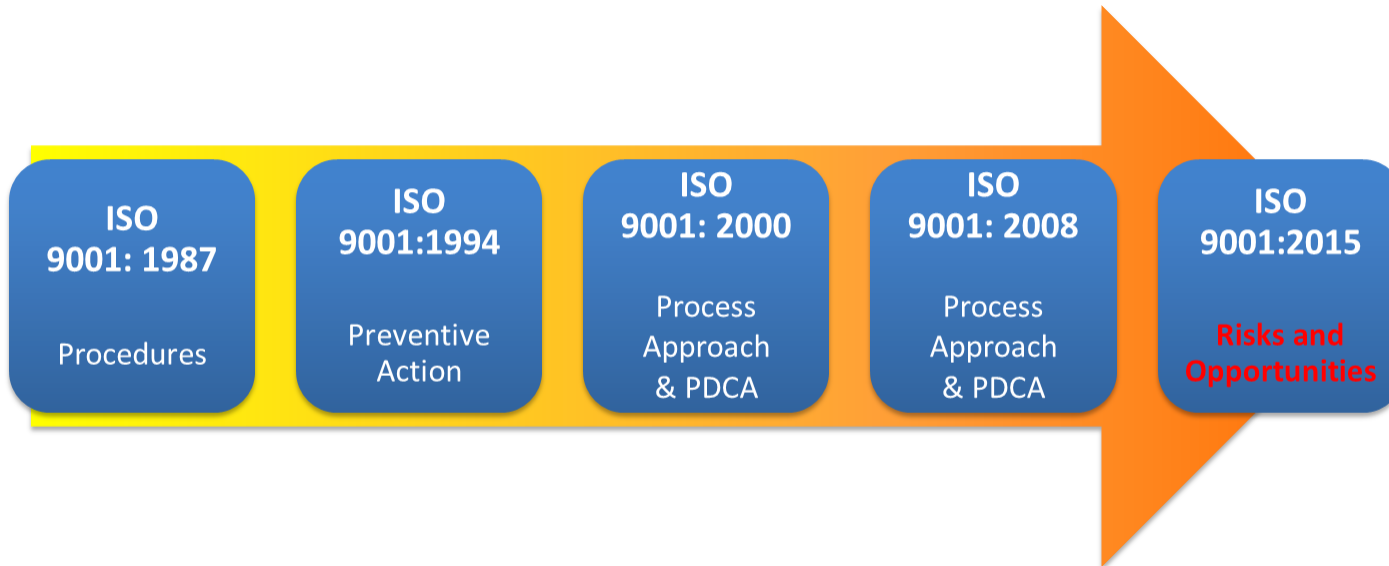 ISO
9001: 1987
Procedures
ISO
9001:1994
Preventive
Action
ISO
9001: 2000
Process
Approach
& PDCA
ISO
9001: 2008
Process
Approach
& PDCA
ISO
9001:2015
Risks and
Opportunities